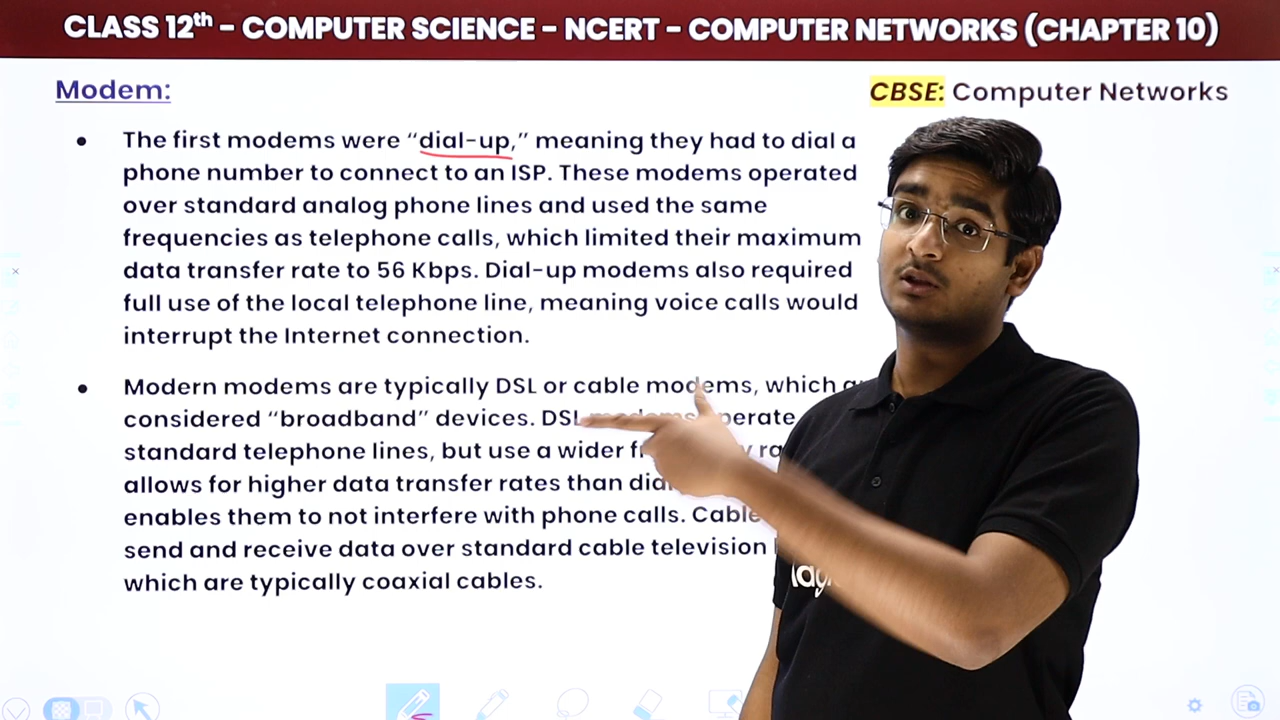 CLASS 12th - COMPUTER SCIENCE - NCERT - COMPUTER NETWORKS (CHAPTER 10)
Modem:
CBSE: Computer Networks
• The first modems were “dial-up,” meaning they had to dial a
phone number to connect to an ISP. These modems operated
over standard analog phone lines and used the same
frequencies as telephone calls, which limited their maximum
data transfer rate to 56 Kbps. Dial-up modems also required
full use of the local telephone line, meaning voice calls would
interrupt the Internet connection.
• Modern modems are typically DSL or cable modems, which
considered “broadband” devices. DSL modems operate
standard telephone lines, but use a wider
allows for higher data transfer rates than
enables them to not interfere with phone calls. Cable
send and receive data over standard cable television
which are typically coaxial cables.